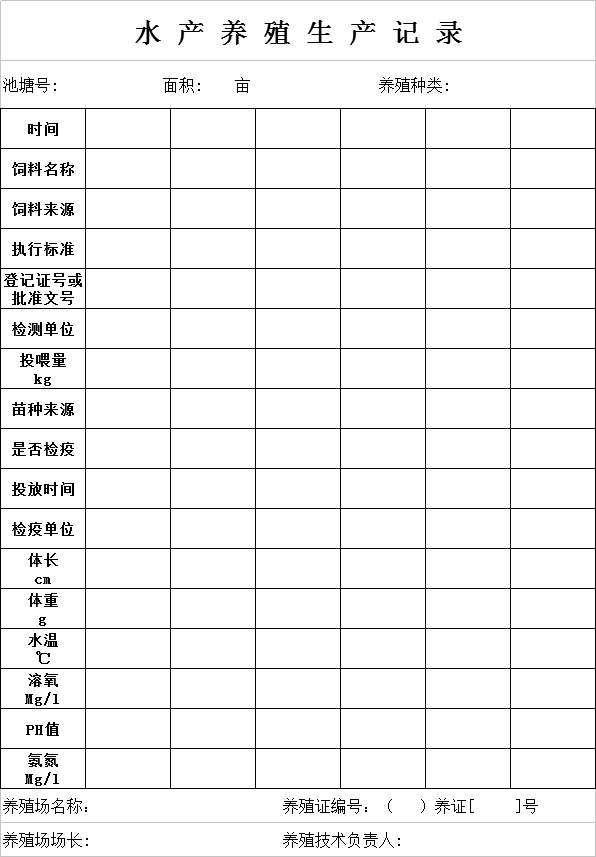 水产养殖生产记录
池塘号: 面积: 亩 养殖种类:
时间
饲料名称
饲料来源
执行标准
登记证号或
批准文号
检测单位
投喂量
kg
苗种来源
是否检疫
投放时间
检疫单位
体长
cm
体重
g
水温
℃
溶氧
Mg/l
PH值
氨氮
Mg/l
养殖场名称: 养殖证编号:( )养证[ ]号
养殖场场长: 养殖技术负责人: